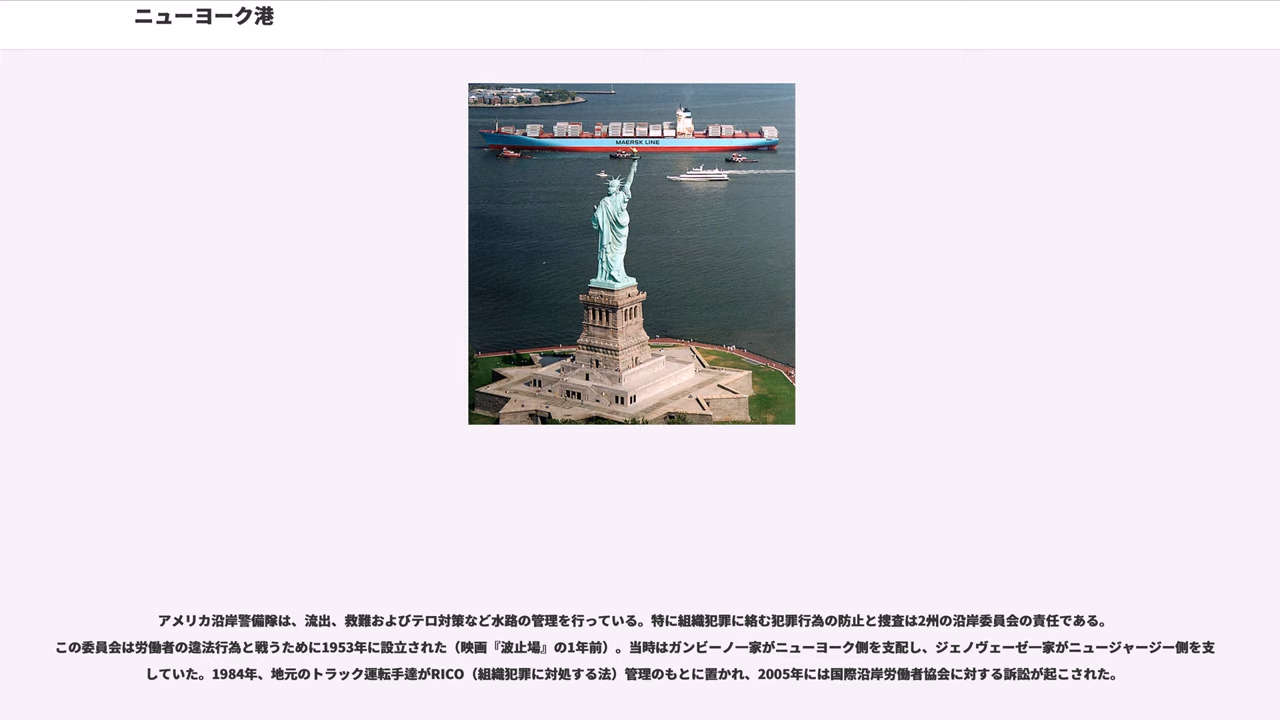 ニューヨーク港
MAERSK LINE
アメリカ沿岸警備隊は、流出、救難およびテロ対策など水路の管理を行っている。特に組織犯罪に絡む犯罪行為の防止と捜査は2州の沿岸委員会の責任である。
この委員会は労働者の違法行為と戦うために1953年に設立された（映画『波止場』の1年前）。当時はガンビーノ一家がニューヨーク側を支配し、ジェノヴェーゼ一家がニュージャージー側を支
していた。1984年、地元のトラック運転手達がRICO（組織犯罪に対処する法）管理のもとに置かれ、2005年には国際沿岸労働者協会に対する訴訟が起こされた。